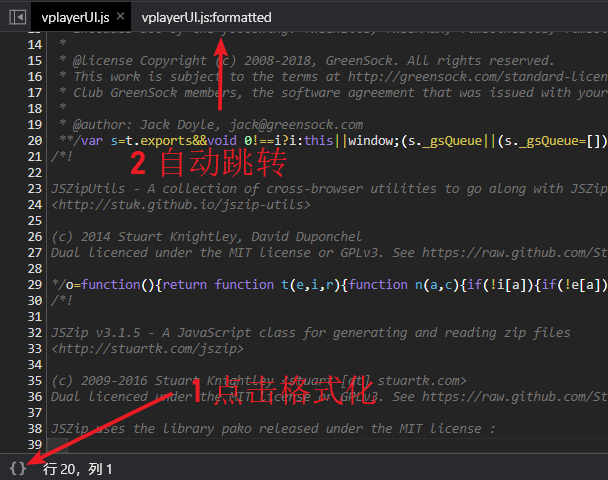 vplayerUI.js × vplayerUI.js:formatted
14 *
15 * @license Copyright (c) 2008-2018, GreenSock. All rights reserved.
16 * This work is subject to the terms at http://greensock.com/standard-licen
17 * Club GreenSock members, the software agreement that was issued with your
18 *
19 * @author: Jack Doyle, jack@greensock.com
20 **/var s=t.exports&&void 0!==i?i:this||window;(s._gsQueue||(s._gsQueue=[])
2 自动跳转
21 /*!
22
23 JSZipUtils - A collection of cross-browser utilities to go along with JSZip
24 <http://stuk.github.io/jszip-utils>
25
26 (c) 2014 Stuart Knightley, David Duponchel
27 Dual licenced under the MIT license or GPLv3. See https://raw.github.com/St
28
29 */o=function(){return function t(e,i,r){function n(a,c){if(!i[a]){if(!e[a])
30 /*!
31
32 JSZip v3.1.5 - A JavaScript class for generating and reading zip files
33 <http://stuartk.com/jszip>
34
35 (c) 2009-2016 Stuart Knightley <stuart [at] stuartk.com>
1 点击格式化
36 Dual licenced under the MIT license or GPLv3. See https://raw.github.com/St
37
38 JSZip uses the library pako released under the MIT license :
39
{} 行 20，列 1